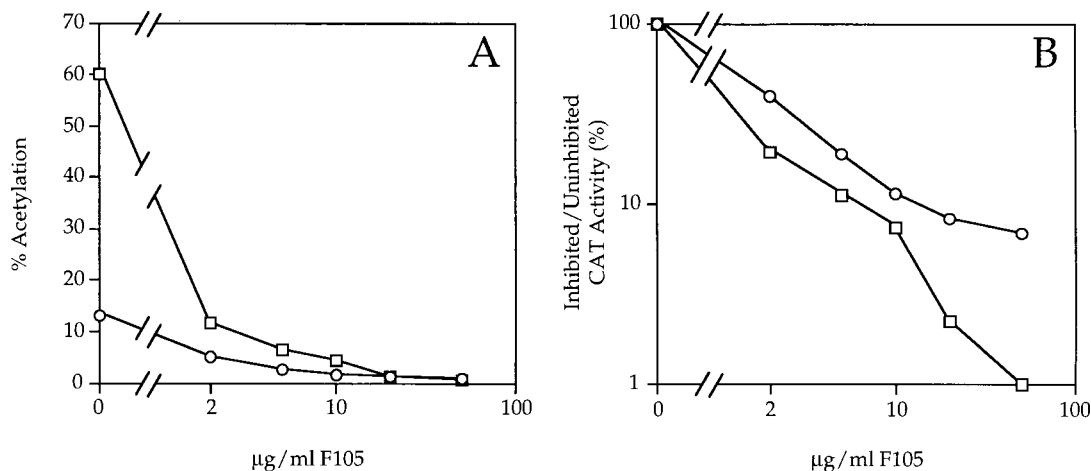 A
% Acetylation
70
60
50
40
30
20
10
0
0 2 10 100
μg/ml F105
B
Inhibited/Uninhibited
CAT Activity (%)
100
10
1
0 2 10 100
μg/ml F105